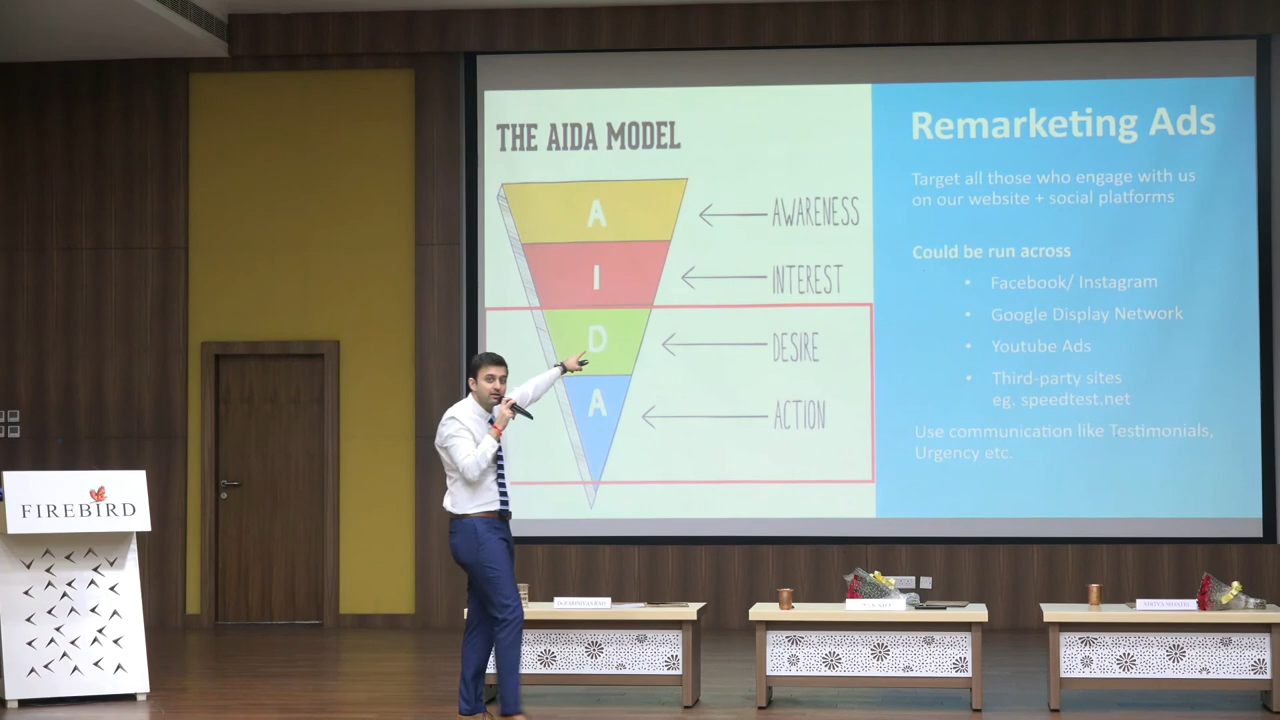 THE AIDA MODEL
A
AWARENESS
I
INTEREST
D
DESIRE
A
ACTION
Remarketing Ads
Target all those who engage with us
on our website + social platforms
Could be run across
• Facebook/ Instagram
• Google Display Network
• Youtube Ads
• Third-party sites
eg. speedtest.net
Use communication like Testimonials,
Urgency etc.
FIREBIRD